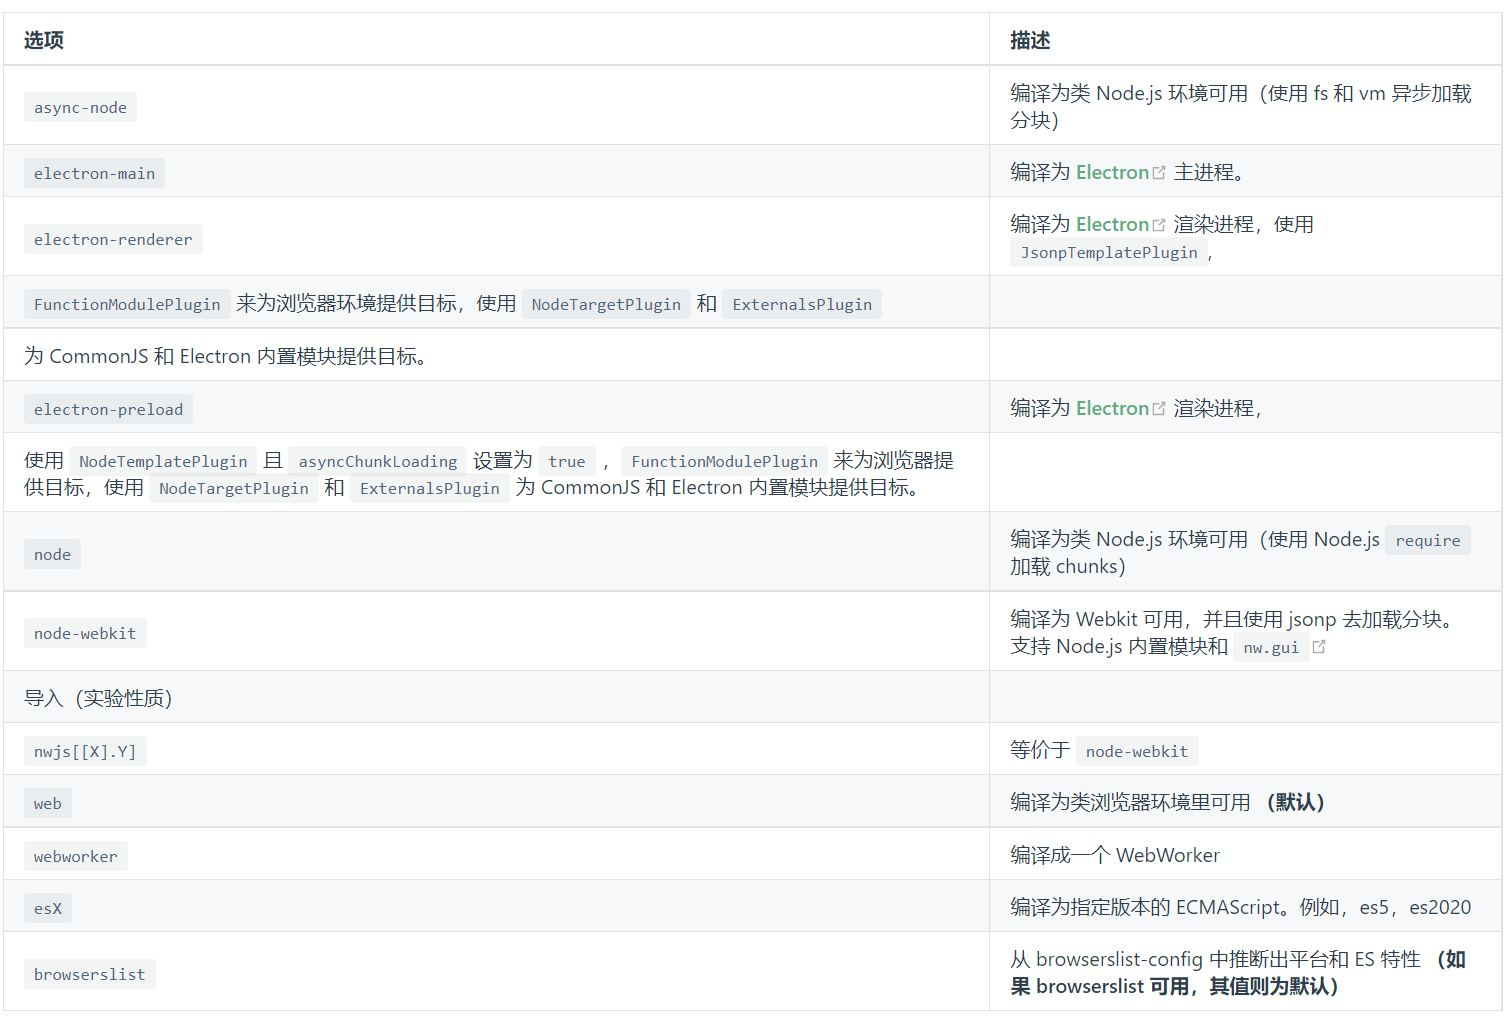 选项 描述
async-node 编译为类 Node.js 环境可用（使用 fs 和 vm 异步加载
分块）
electron-main 编译为 Electron 主进程。
electron-renderer 编译为 Electron 渲染进程，使用
JsonpTemplatePlugin ,
FunctionModulePlugin 来为浏览器环境提供目标，使用 NodeTargetPlugin 和 ExternalsPlugin
为 CommonJS 和 Electron 内置模块提供目标。
electron-preload 编译为 Electron 渲染进程，
使用 NodeTemplatePlugin 且 asyncChunkLoading 设置为 true ， FunctionModulePlugin 来为浏览器提
供目标，使用 NodeTargetPlugin 和 ExternalsPlugin 为 CommonJS 和 Electron 内置模块提供目标。
node 编译为类 Node.js 环境可用（使用 Node.js require
加载 chunks）
node-webkit 编译为 Webkit 可用，并且使用 jsonp 去加载分块。
支持 Node.js 内置模块和 nw.gui
导入（实验性质）
nwjs[[X].Y] 等价于 node-webkit
web 编译为类浏览器环境里可用 （默认）
webworker 编译成一个 WebWorker
esX 编译为指定版本的 ECMAScript。例如，es5，es2020
browserslist 从 browserslist-config 中推断出平台和 ES 特性 （如
果 browserslist 可用，其值则为默认）